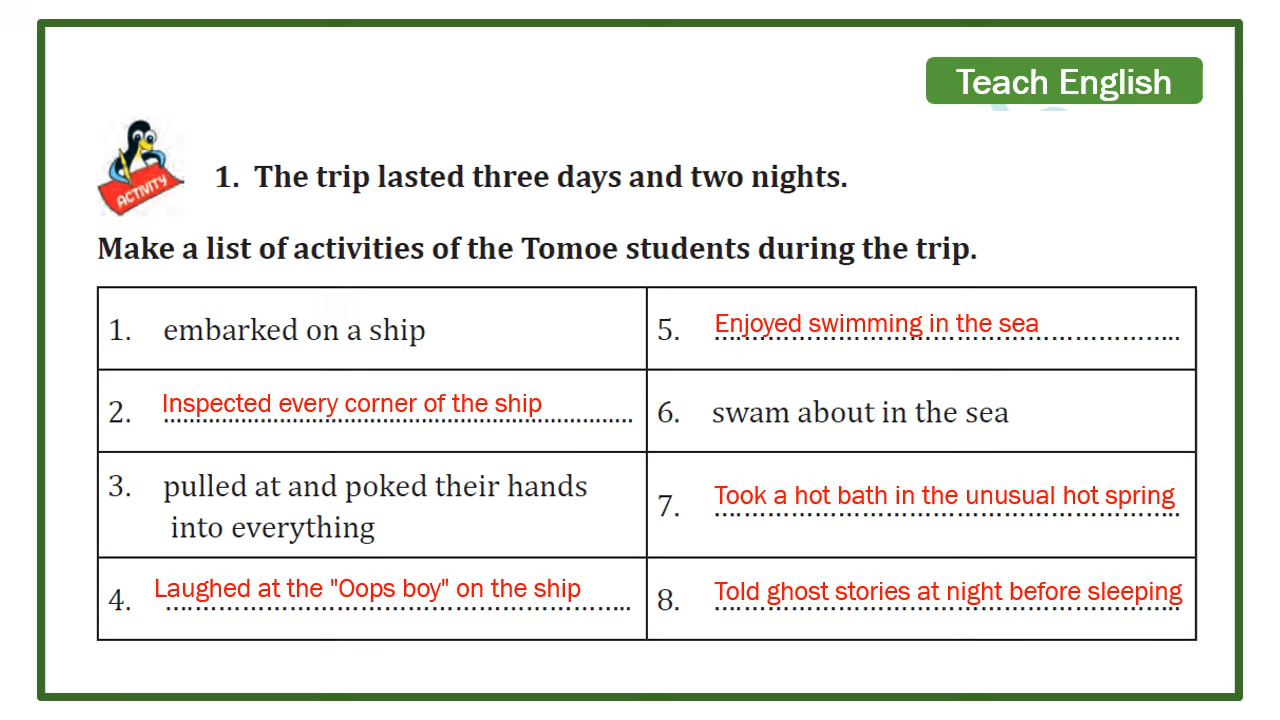 Teach English
ACTIVITY
1. The trip lasted three days and two nights.
Make a list of activities of the Tomoe students during the trip.
1. embarked on a ship
2. Inspected every corner of the ship
3. pulled at and poked their hands
into everything
4. Laughed at the "Oops boy" on the ship
5. Enjoyed swimming in the sea
6. swam about in the sea
7. Took a hot bath in the unusual hot spring
8. Told ghost stories at night before sleeping